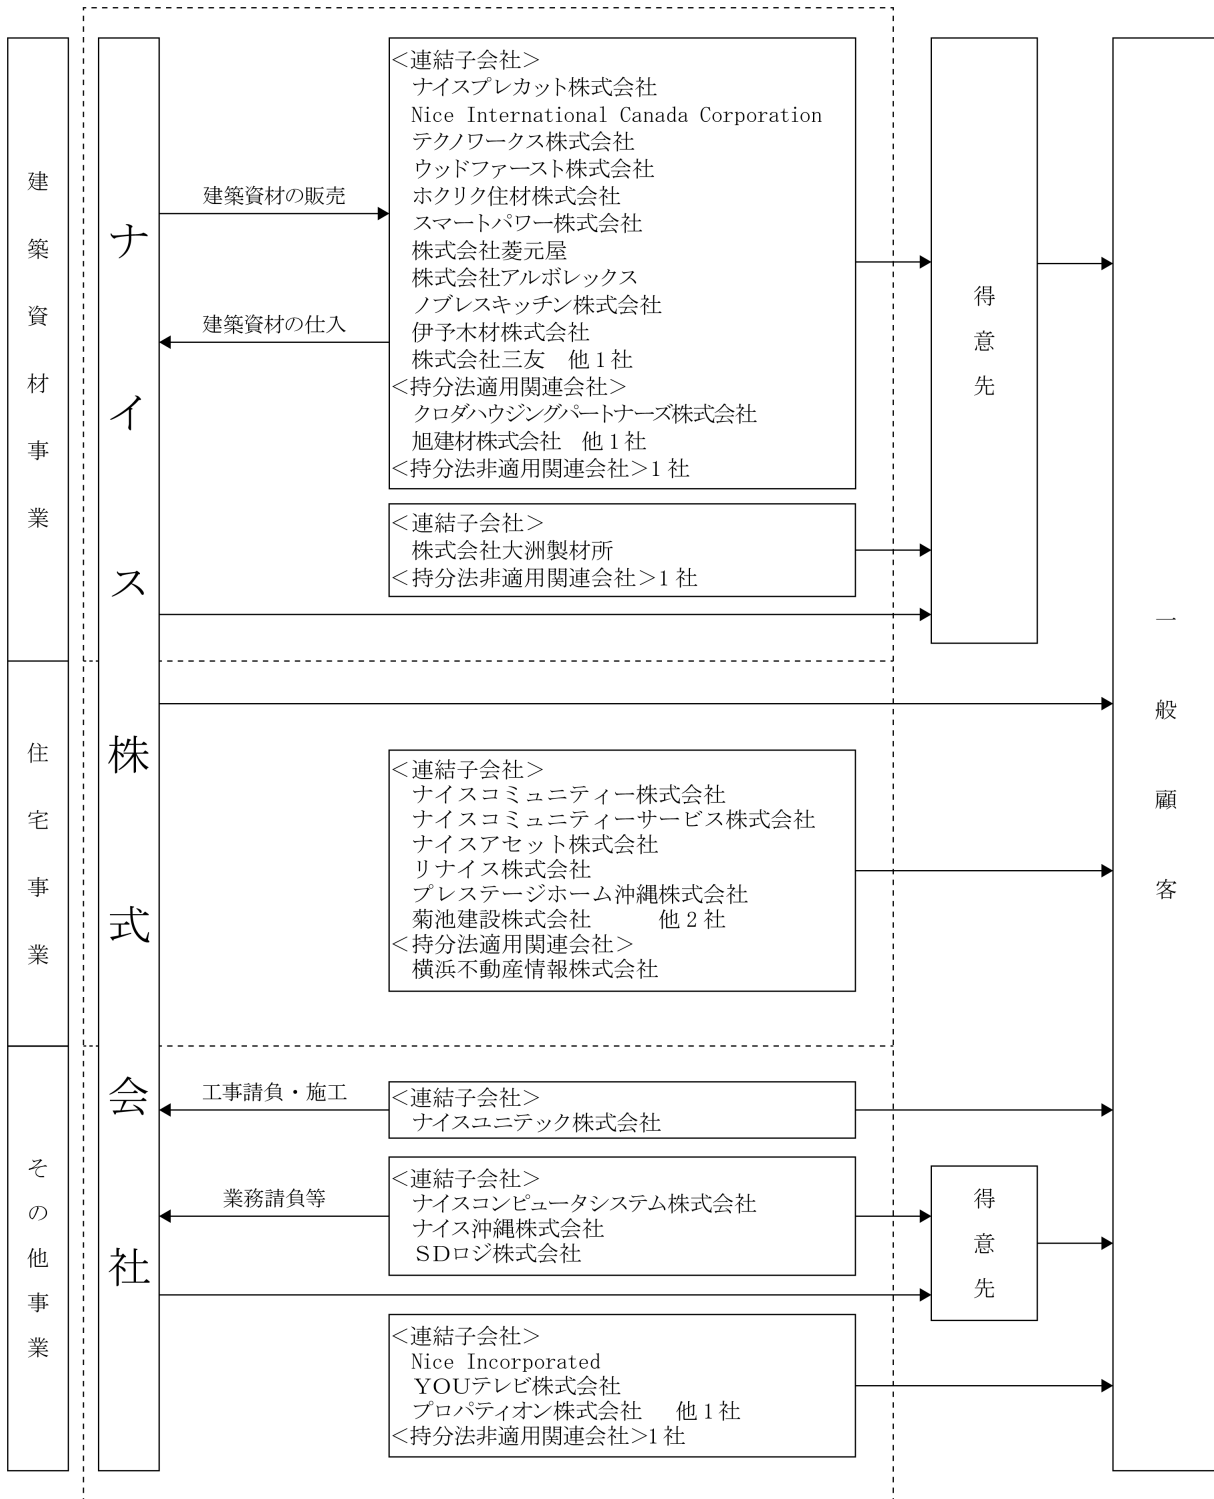 建築資材事業
住宅事業
その他事業
ナイス株式会社
建築資材の販売
建築資材の仕入
<連結子会社>
ナイスプレカット株式会社
Nice International Canada Corporation
テクノワークス株式会社
ウッドファースト株式会社
ホクリク住材株式会社
スマートパワー株式会社
株式会社菱元屋
株式会社アルボレックス
ノブレスキッチン株式会社
伊予木材株式会社
株式会社三友 他1社
<持分法適用関連会社>
クロダハウジングパートナーズ株式会社
旭建材株式会社 他1社
<持分法非適用関連会社>1社
<連結子会社>
株式会社大洲製材所
<持分法非適用関連会社>1社
得意先
<連結子会社>
ナイスコミュニティー株式会社
ナイスコミュニティーサービス株式会社
ナイスアセット株式会社
リナイス株式会社
プレステージホーム沖縄株式会社
菊池建設株式会社 他2社
<持分法適用関連会社>
横浜不動産情報株式会社
工事請負・施工
<連結子会社>
ナイスユニテック株式会社
業務請負等
<連結子会社>
ナイスコンピュータシステム株式会社
ナイス沖縄株式会社
SDロジ株式会社
得意先
<連結子会社>
Nice Incorporated
YOUテレビ株式会社
プロパティオン株式会社 他1社
<持分法非適用関連会社>1社
一般顧客